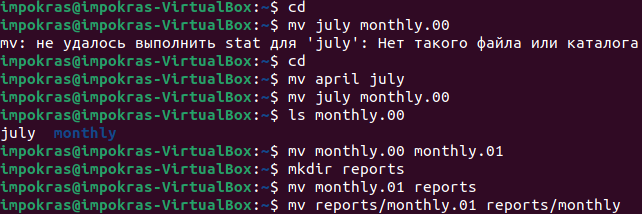 impokras@impokras-VirtualBox:~$ cd
impokras@impokras-VirtualBox:~$ mv july monthly.00
mv: не удалось выполнить stat для 'july': Нет такого файла или каталога
impokras@impokras-VirtualBox:~$ cd
impokras@impokras-VirtualBox:~$ mv april july
impokras@impokras-VirtualBox:~$ mv july monthly.00
impokras@impokras-VirtualBox:~$ ls monthly.00
july  monthly
impokras@impokras-VirtualBox:~$ mv monthly.00 monthly.01
impokras@impokras-VirtualBox:~$ mkdir reports
impokras@impokras-VirtualBox:~$ mv monthly.01 reports
impokras@impokras-VirtualBox:~$ mv reports/monthly.01 reports/monthly